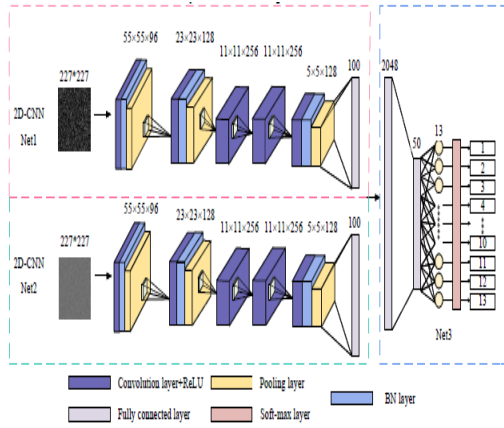 55×55×96 23×23×128 11×11×256 11×11×256 5×5×128 100
227*227
2D-CNN
Net1
55×55×96 23×23×128 11×11×256 11×11×256 5×5×128 100
227*227
2D-CNN
Net2
2048
50
13
1
2
3
4
10
11
12
13
Net3
Convolution layer+ReLU
Pooling layer
BN layer
Fully connected layer
Soft-max layer